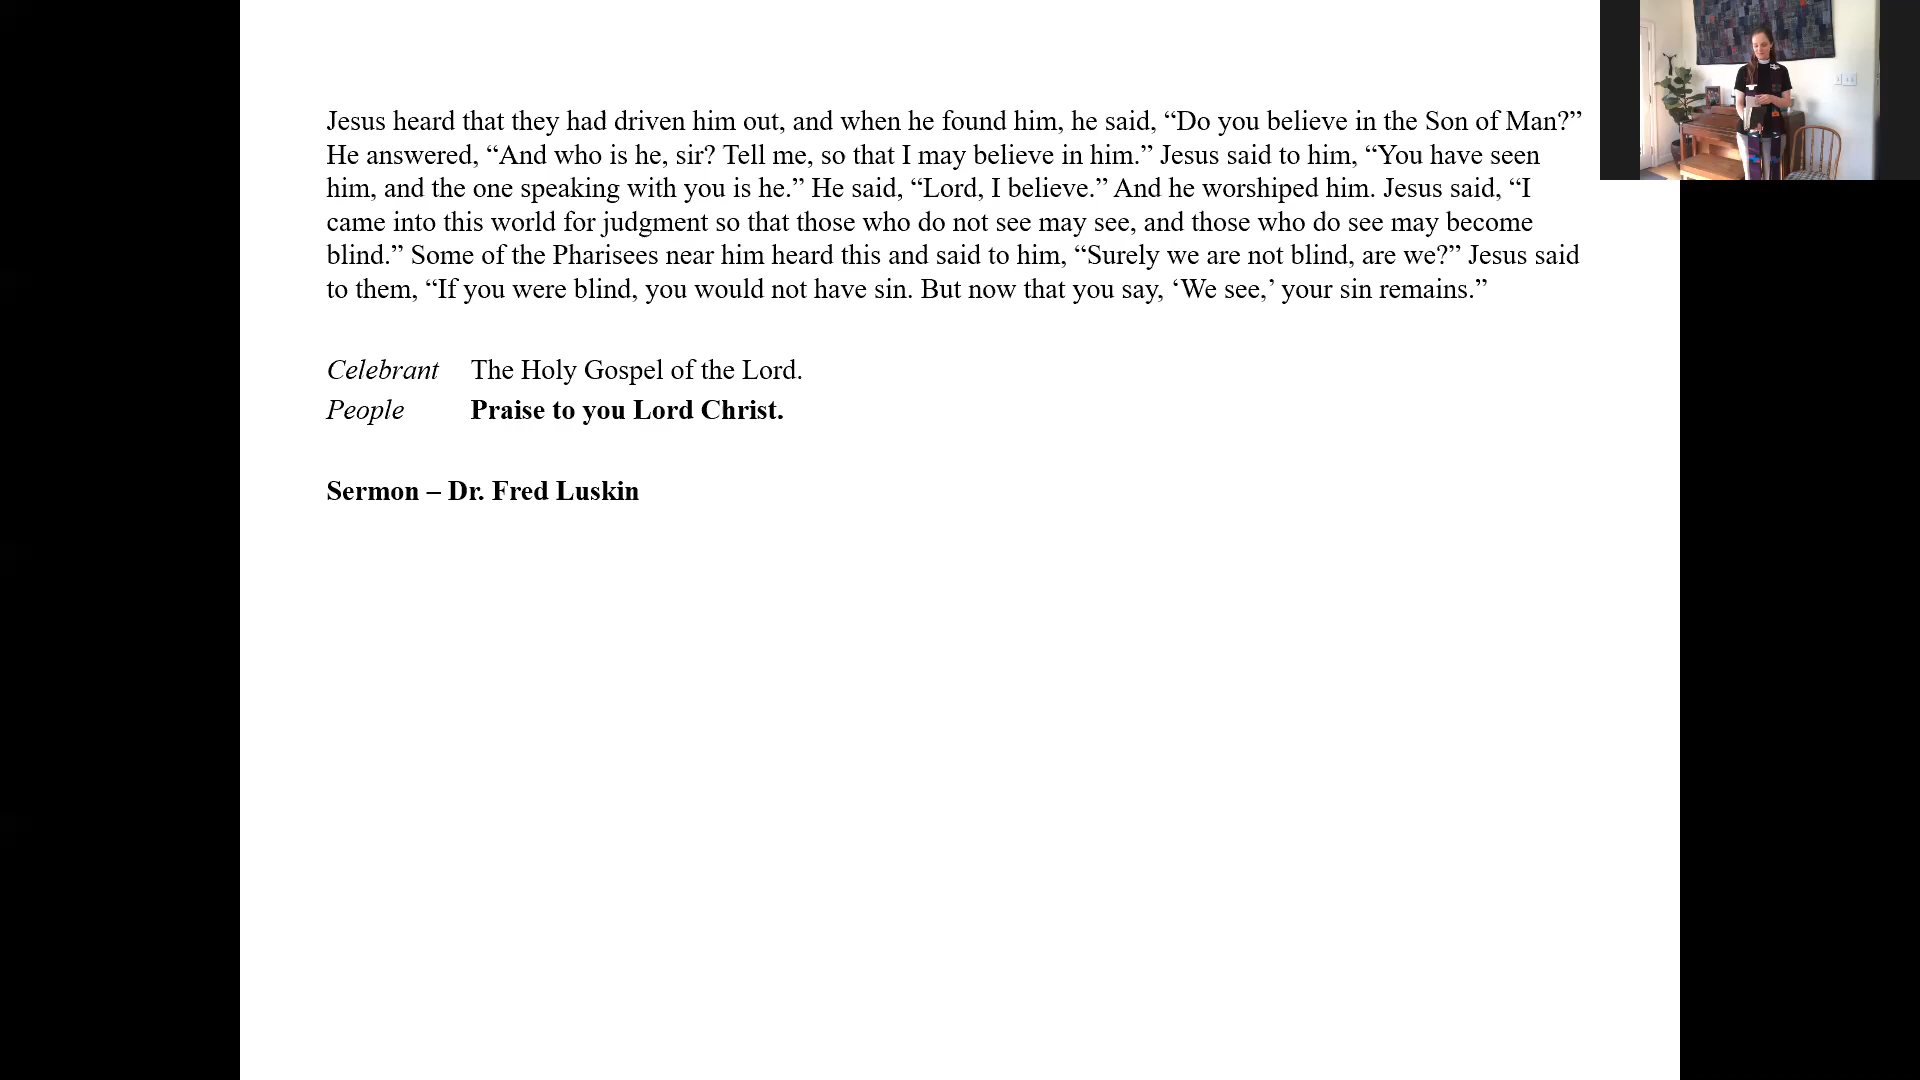 Jesus heard that they had driven him out, and when he found him, he said, “Do you believe in the Son of Man?”
He answered, “And who is he, sir? Tell me, so that I may believe in him.” Jesus said to him, “You have seen
him, and the one speaking with you is he.” He said, “Lord, I believe.” And he worshiped him. Jesus said, “I
came into this world for judgment so that those who do not see may see, and those who do see may become
blind.” Some of the Pharisees near him heard this and said to him, “Surely we are not blind, are we?” Jesus said
to them, “If you were blind, you would not have sin. But now that you say, ‘We see,’ your sin remains.”
Celebrant The Holy Gospel of the Lord.
People Praise to you Lord Christ.
Sermon – Dr. Fred Luskin